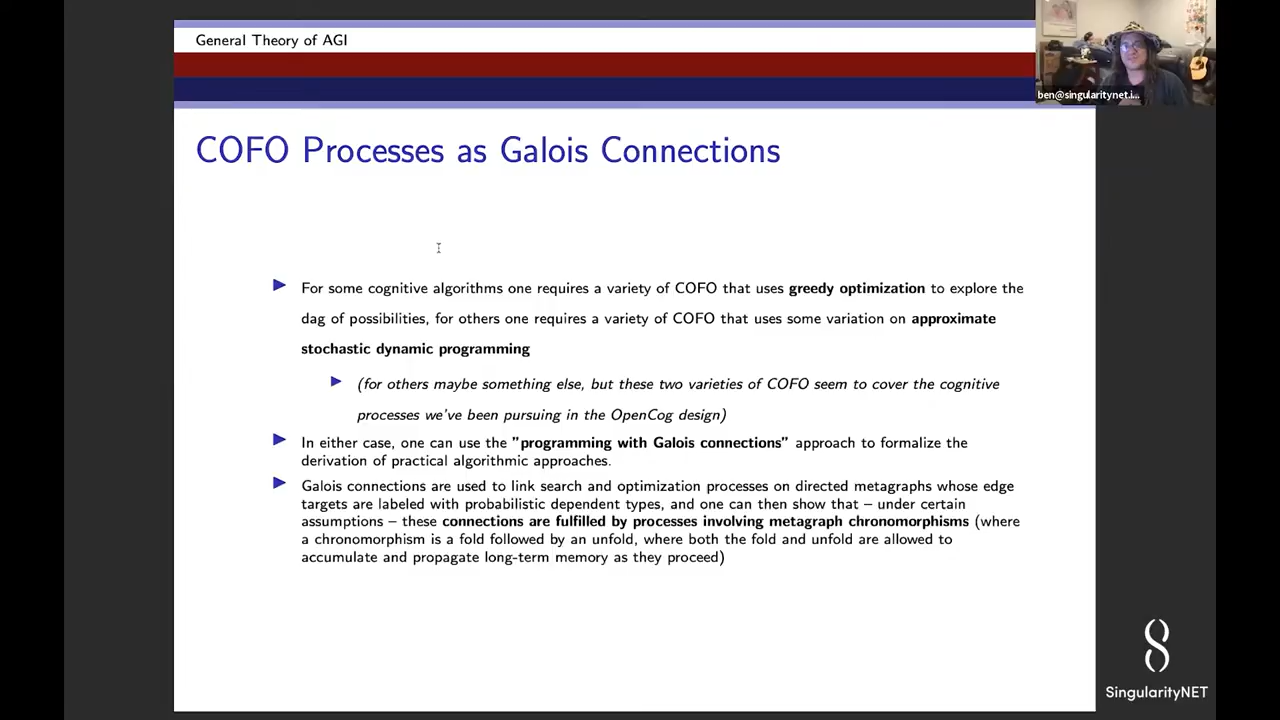 General Theory of AGI
ben@singularitynet.i...
COFO Processes as Galois Connections
For some cognitive algorithms one requires a variety of COFO that uses greedy optimization to explore the
dag of possibilities, for others one requires a variety of COFO that uses some variation on approximate
stochastic dynamic programming
(for others maybe something else, but these two varieties of COFO seem to cover the cognitive
processes we've been pursuing in the OpenCog design)
In either case, one can use the "programming with Galois connections" approach to formalize the
derivation of practical algorithmic approaches.
Galois connections are used to link search and optimization processes on directed metagraphs whose edge
targets are labeled with probabilistic dependent types, and one can then show that – under certain
assumptions – these connections are fulfilled by processes involving metagraph chronomorphisms (where
a chronomorphism is a fold followed by an unfold, where both the fold and unfold are allowed to
accumulate and propagate long-term memory as they proceed)
SingularityNET